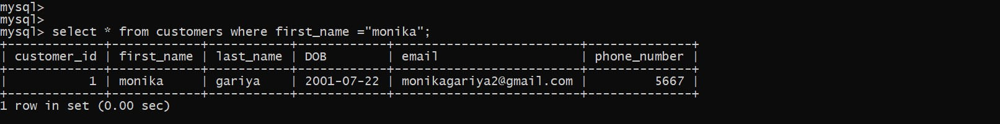 mysql>
mysql>
mysql> select * from customers where first_name ="monika";
+-------------+------------+-----------+------------+-------------------------+--------------+
| customer_id | first_name | last_name | DOB        | email                   | phone_number |
+-------------+------------+-----------+------------+-------------------------+--------------+
|           1 | monika     | gariya    | 2001-07-22 | monikagariya2@gmail.com |         5667 |
+-------------+------------+-----------+------------+-------------------------+--------------+
1 row in set (0.00 sec)